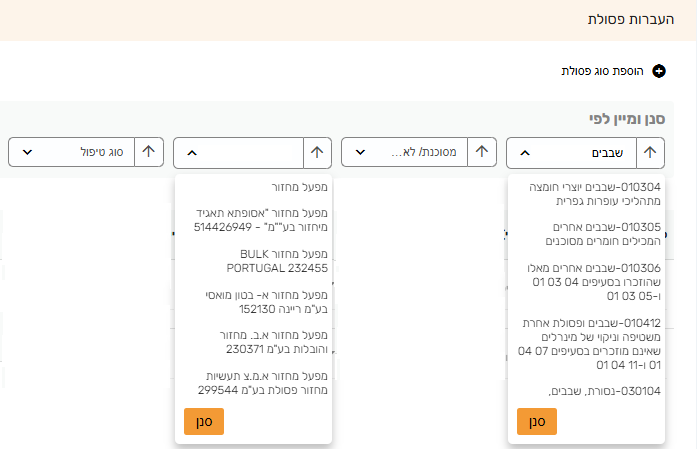 העברות פסולת
הוספת סוג פסולת
סנן ומיין לפי
שבבים
מסוכנת/ לא...
סוג טיפול
010304-שבבים יוצרי חומצה
מתהליכי עופרות גפרית
010305-שבבים אחרים
המכילים חומרים מסוכנים
010306-שבבים אחרים מאלו
שהוזכרו בסעיפים 04 03 01
ו-05 03 01
010412-שבבים ופסולת אחרת
משטיפה וניקוי של מינרלים
שאינם מוזכרים בסעיפים 07 04
01 ו-11 04 01
030104-נסורת, שבבים,
סנן
מפעל מחזור
מפעל מחזור "אסופתא תאגיד
מיחזור בע""מ" - 514426949
מפעל מחזור BULK
PORTUGAL 232455
מפעל מחזור א- בטון מואסי
בע"מ ריינה 152130
מפעל מחזור א.ב. מחזור
והובלות בע"מ 230371
מפעל מחזור א.מ.צ תעשיות
מחזור פסולת בע"מ 299544
סנן